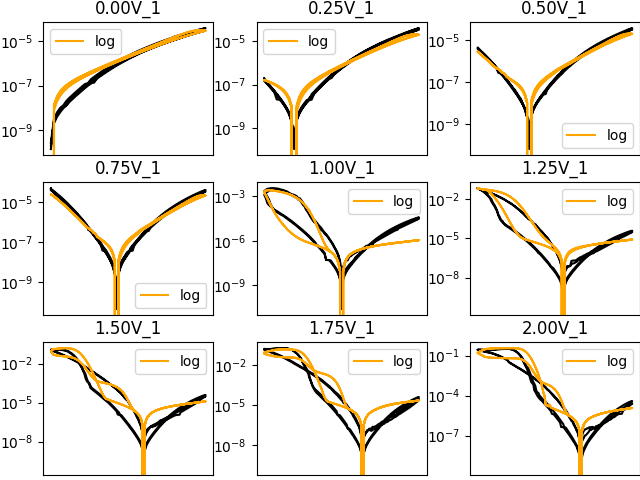 0.00V_1
0.25V_1
0.50V_1
10⁻⁵
10⁻⁷
10⁻⁹
log
10⁻⁵
10⁻⁷
10⁻⁹
log
10⁻⁵
10⁻⁷
10⁻⁹
log
0.75V_1
1.00V_1
1.25V_1
10⁻⁵
10⁻⁷
10⁻⁹
log
10⁻³
10⁻⁶
10⁻⁹
log
10⁻²
10⁻⁵
10⁻⁸
log
1.50V_1
1.75V_1
2.00V_1
10⁻²
10⁻⁵
10⁻⁸
log
10⁻²
10⁻⁵
10⁻⁸
log
10⁻¹
10⁻⁴
10⁻⁷
log